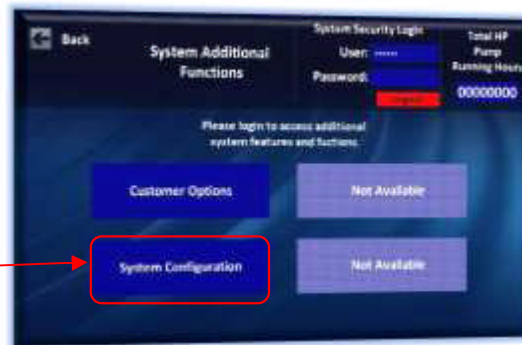 Back
System Additional
Functions
System Security Login
User: *****
Password:
Logout
Total HP
Pump
Running Hours
00000000
Please login to access additional
system features and fuctions.
Customer Options
Not Available
System Configuration
Not Available